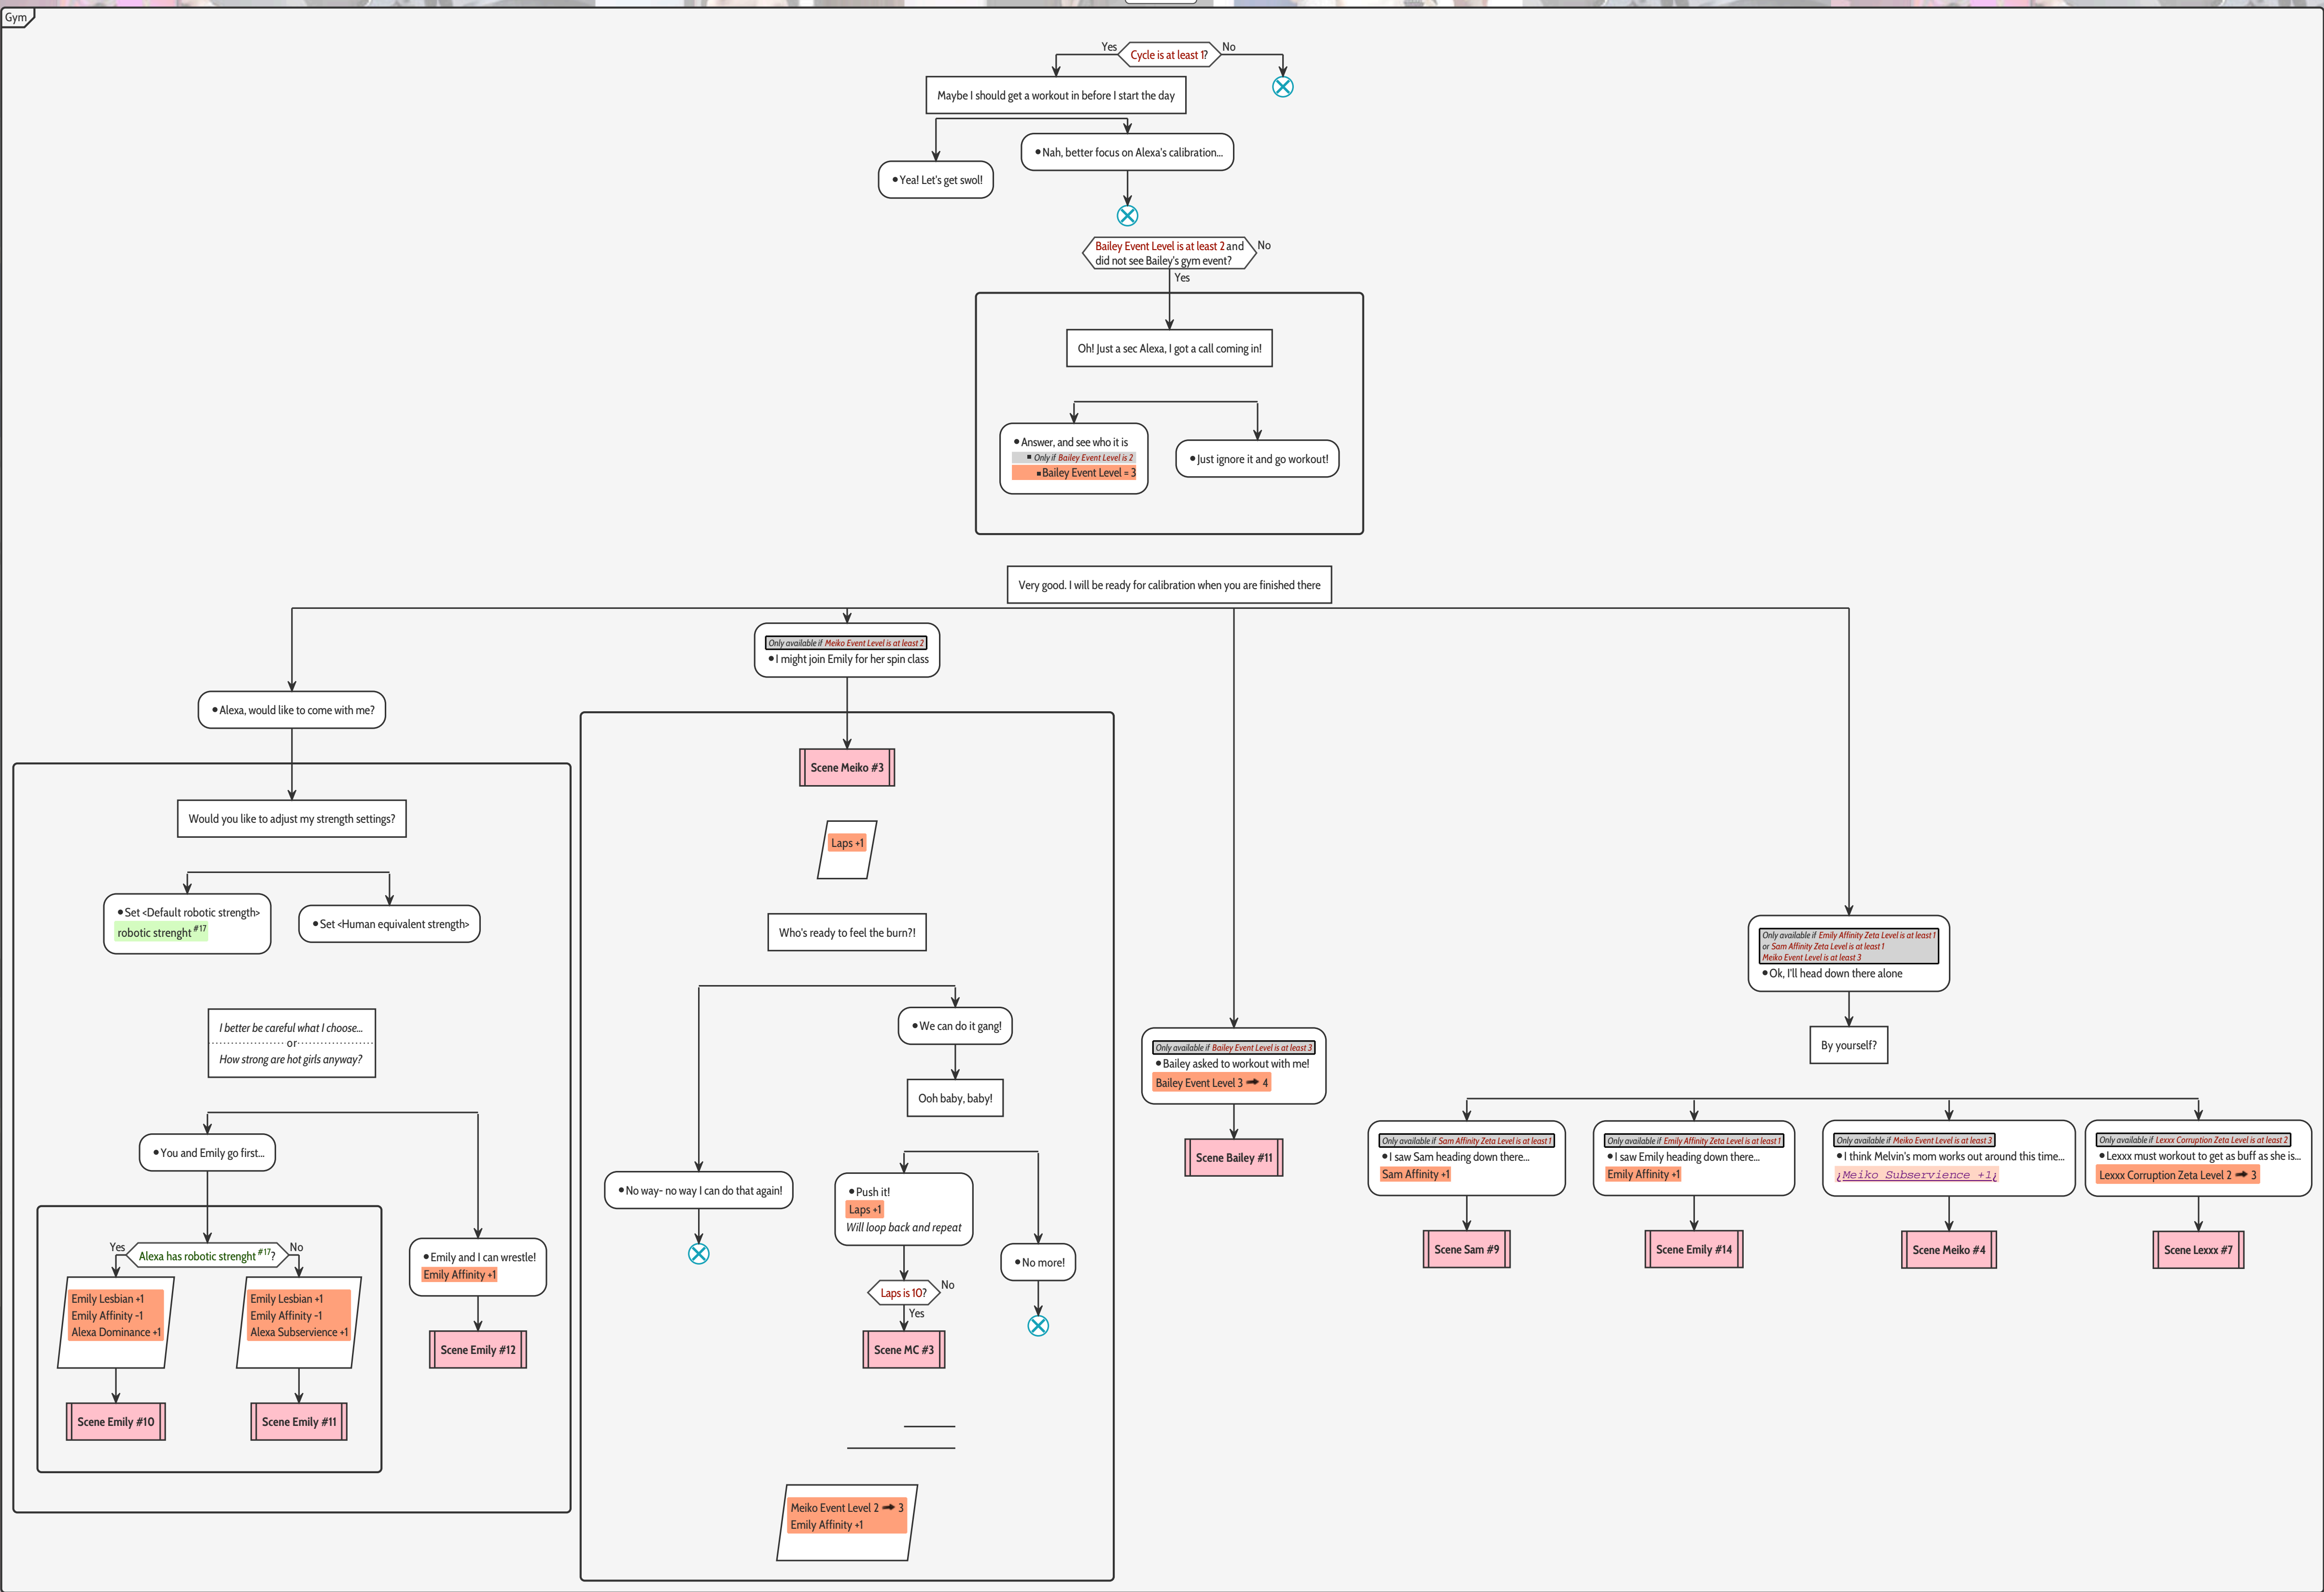 Gym
Yes
Cycle is at least 1?
No
Maybe I should get a workout in before I start the day
•Nah, better focus on Alexa's calibration...
•Yea! Let's get swol!
Bailey Event Level is at least 2 and
did not see Bailey's gym event?
No
Yes
Oh! Just a sec Alexa, I got a call coming in!
•Answer, and see who it is
▪ Only if Bailey Event Level is 2
▪Bailey Event Level = 3
•Just ignore it and go workout!
Very good. I will be ready for calibration when you are finished there
•Alexa, would like to come with me?
Would you like to adjust my strength settings?
•Set <Default robotic strength>
robotic strenght #17
•Set <Human equivalent strength>
I better be careful what I choose...
or
How strong are hot girls anyway?
•You and Emily go first...
Yes
Alexa has robotic strenght #17?
No
Emily Lesbian +1
Emily Affinity -1
Alexa Dominance +1
Scene Emily #10
Emily Lesbian +1
Emily Affinity -1
Alexa Subservience +1
Scene Emily #11
•Emily and I can wrestle!
Emily Affinity +1
Scene Emily #12
Only available if Meiko Event Level is at least 2
•I might join Emily for her spin class
Scene Meiko #3
Laps +1
Who's ready to feel the burn?!
•No way- no way I can do that again!
•We can do it gang!
Ooh baby, baby!
•Push it!
Laps +1
Will loop back and repeat
Laps is 10?
No
Yes
Scene MC #3
•No more!
Meiko Event Level 2 ➡ 3
Emily Affinity +1
Only available if Bailey Event Level is at least 3
•Bailey asked to workout with me!
Bailey Event Level 3 ➡ 4
Scene Bailey #11
Only available if Emily Affinity Zeta Level is at least 1
or Sam Affinity Zeta Level is at least 1
Meiko Event Level is at least 3
•Ok, I'll head down there alone
By yourself?
Only available if Sam Affinity Zeta Level is at least 1
•I saw Sam heading down there...
Sam Affinity +1
Scene Sam #9
Only available if Emily Affinity Zeta Level is at least 1
•I saw Emily heading down there...
Emily Affinity +1
Scene Emily #14
Only available if Meiko Event Level is at least 3
•I think Melvin's mom works out around this time...
¿Meiko Subservience +1¿
Scene Meiko #4
Only available if Lexxx Corruption Zeta Level is at least 2
•Lexxx must workout to get as buff as she is...
Lexxx Corruption Zeta Level 2 ➡ 3
Scene Lexxx #7